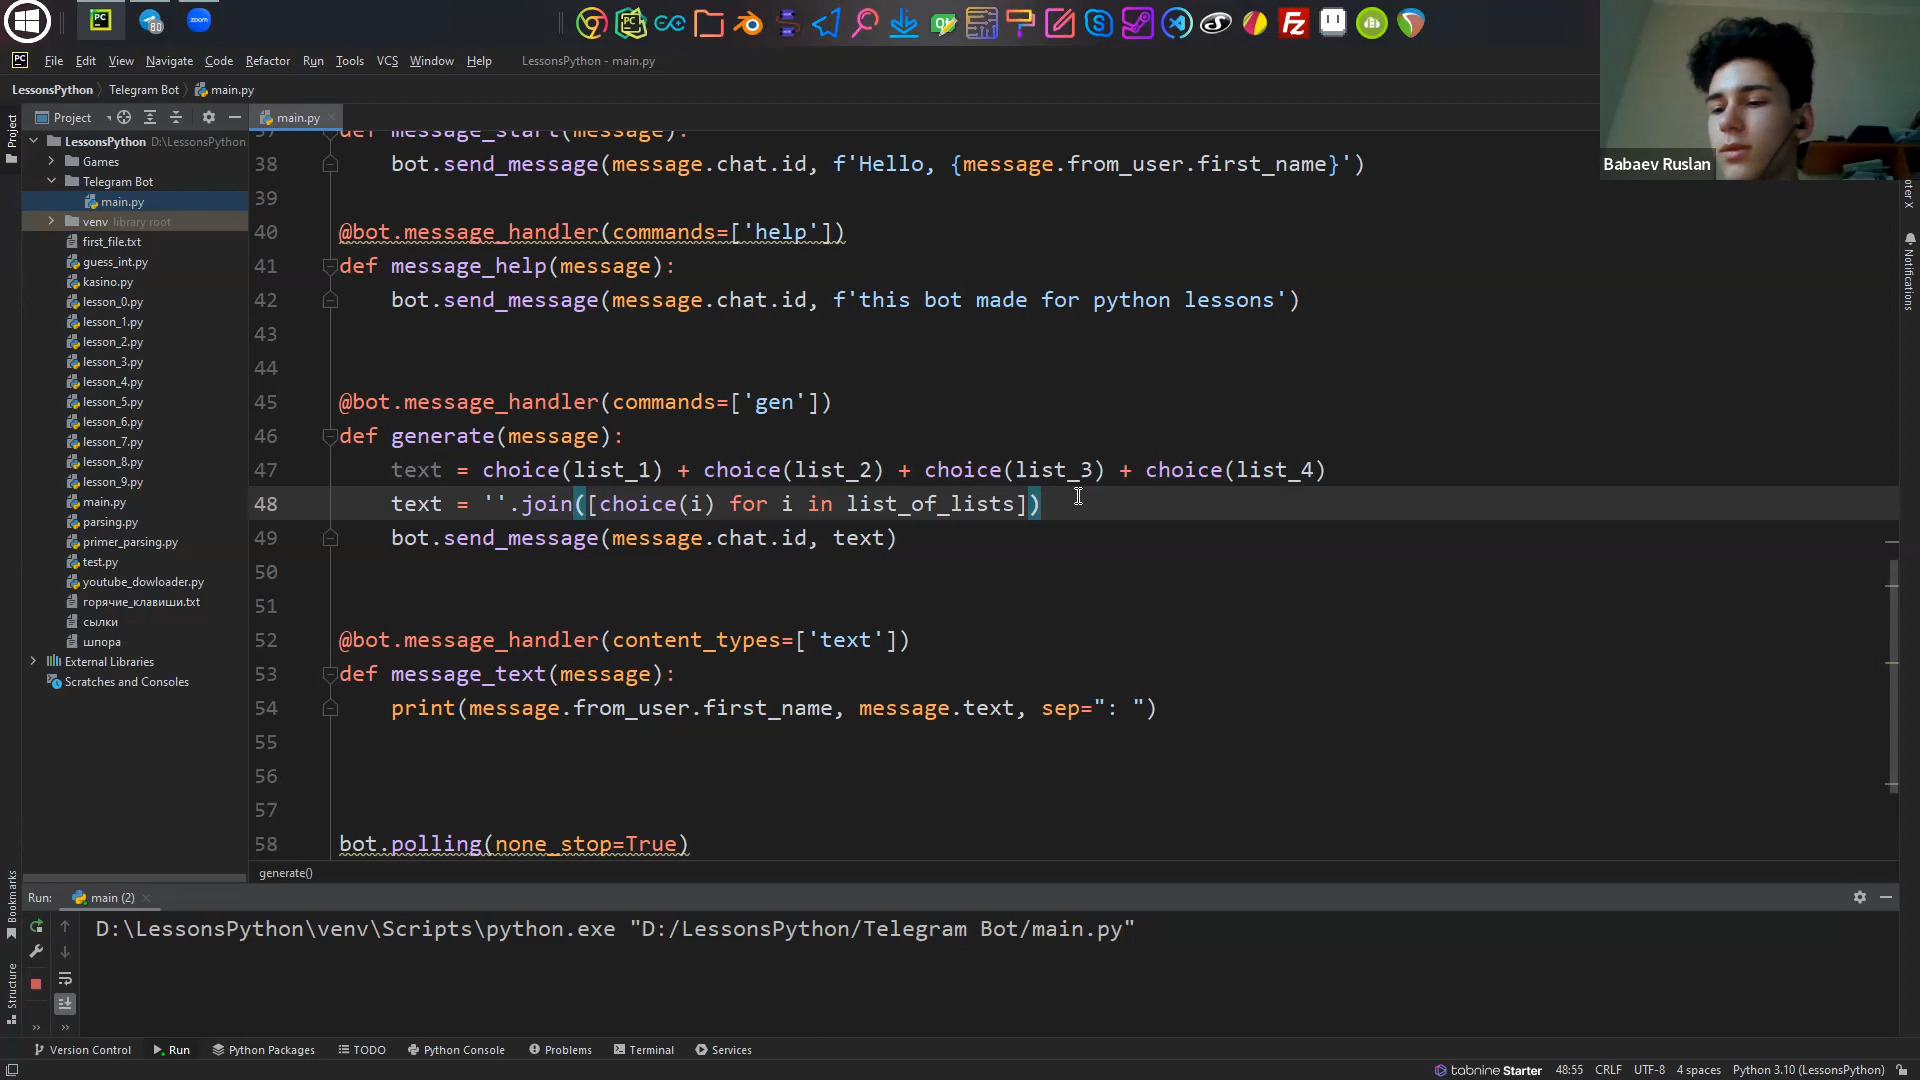 80
zoom
PC
File Edit View Navigate Code Refactor Run Tools VCS Window Help LessonsPython - main.py
LessonsPython Telegram Bot main.py
Babaev Ruslan
Project
Project
main.py
LessonsPython D:\LessonsPython
Games
Telegram Bot
main.py
venv library root
first_file.txt
guess_int.py
kasino.py
lesson_0.py
lesson_1.py
lesson_2.py
lesson_3.py
lesson_4.py
lesson_5.py
lesson_6.py
lesson_7.py
lesson_8.py
lesson_9.py
main.py
parsing.py
primer_parsing.py
test.py
youtube_dowloader.py
горячие_клавиши.txt
сылки
шпора
External Libraries
Scratches and Consoles
37 def message_start(message):
38 bot.send_message(message.chat.id, f'Hello, {message.from_user.first_name}')
39
40 @bot.message_handler(commands=['help'])
41 def message_help(message):
42 bot.send_message(message.chat.id, f'this bot made for python lessons')
43
44
45 @bot.message_handler(commands=['gen'])
46 def generate(message):
47 text = choice(list_1) + choice(list_2) + choice(list_3) + choice(list_4)
48 text = ''.join([choice(i) for i in list_of_lists])
49 bot.send_message(message.chat.id, text)
50
51
52 @bot.message_handler(content_types=['text'])
53 def message_text(message):
54 print(message.from_user.first_name, message.text, sep=": ")
55
56
57
58 bot.polling(none_stop=True)
generate()
Notifications
Bookmarks
Structure
Run: main (2)
D:\LessonsPython\venv\Scripts\python.exe "D:/LessonsPython/Telegram Bot/main.py"
Version Control Run Python Packages TODO Python Console Problems Terminal Services
tabnine Starter 48:55 CRLF UTF-8 4 spaces Python 3.10 (LessonsPython)